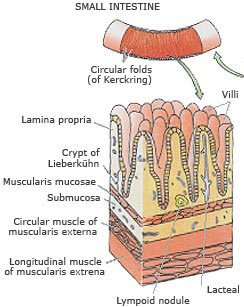 SMALL INTESTINE
Circular folds
(of Kerckring)
Villi
Lamina propria
Crypt of
Lieberkühn
Muscularis mucosae
Submucosa
Circular muscle of
muscularis externa
Longitudinal muscle
of muscularis extrena
Lacteal
Lympoid nodule